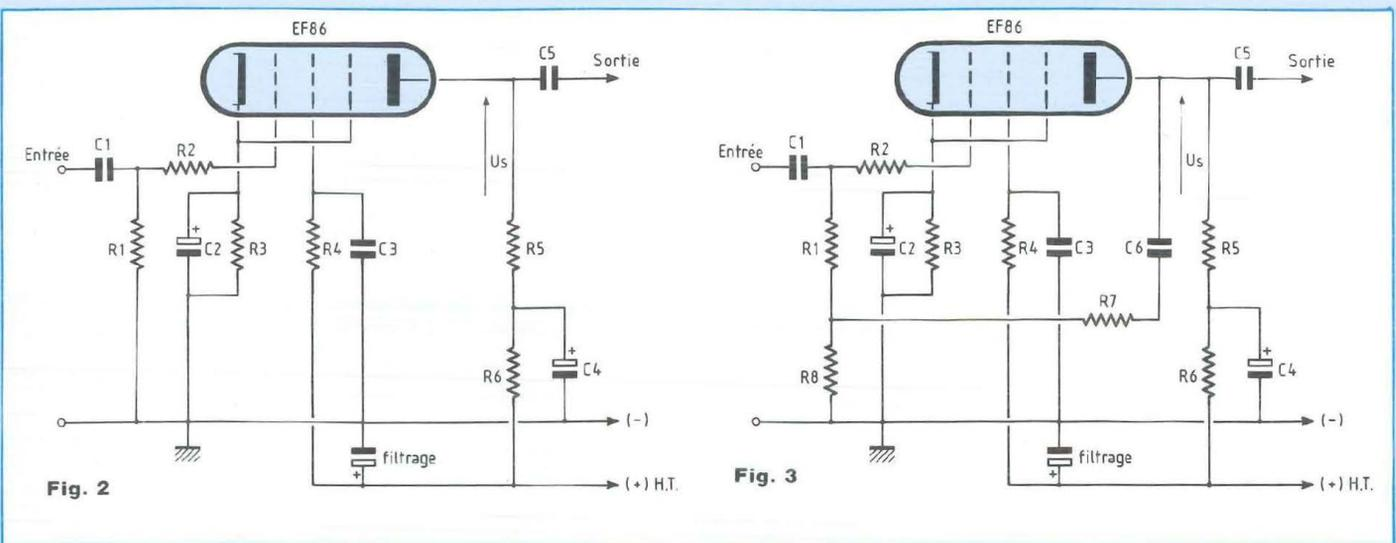 EF86
C5
Sortie
Us
Entrée
C1
R2
R1
+
C2
R3
R4
C3
R5
R6
+
C4
(-)
filtrage
+
(+) H.T.
Fig. 2
EF86
C5
Sortie
Us
Entrée
C1
R2
R1
+
C2
R3
R4
C3
C6
R5
R7
R8
R6
+
C4
(-)
filtrage
+
(+) H.T.
Fig. 3